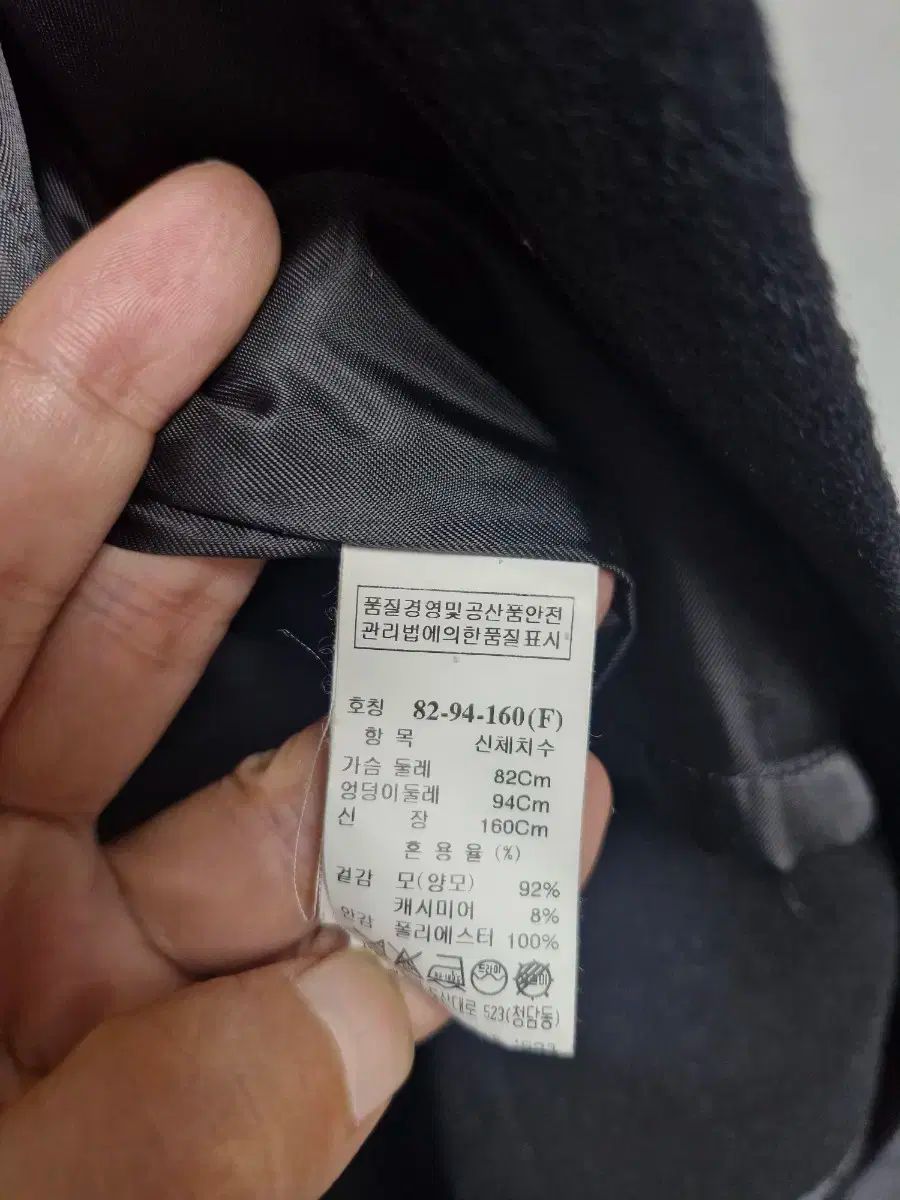 품질경영및공산품안전
관리법에의한품질표시
호칭 82-94-160(F)
항 목 신체치수
가슴 둘레 82Cm
엉덩이둘레 94Cm
신 장 160Cm
혼 용 율 (%)
겉감 모(양모) 92%
캐시미어 8%
안감 폴리에스터 100%
드라이
523(청담동)